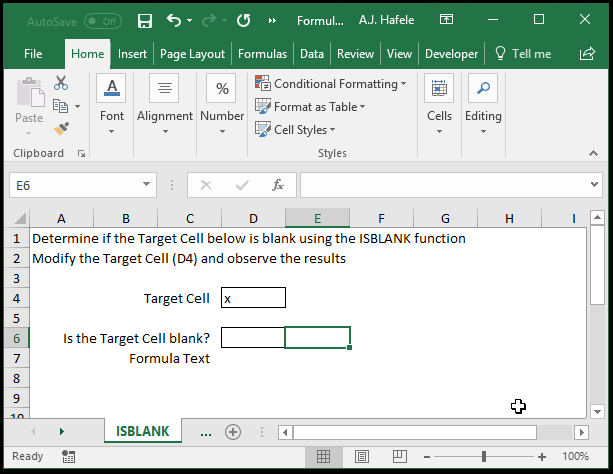 AutoSave Off Formul... A.J. Hafele
File Home Insert Page Layout Formulas Data Review View Developer Tell me
Paste
Clipboard
A
Font
Alignment
%
Number
Conditional Formatting
Format as Table
Cell Styles
Styles
Cells
Editing
E6 fx
A B C D E F G H I
1 Determine if the Target Cell below is blank using the ISBLANK function
2 Modify the Target Cell (D4) and observe the results
3
4 Target Cell x
5
6 Is the Target Cell blank?
7 Formula Text
8
9
10
ISBLANK ...
Ready 100%